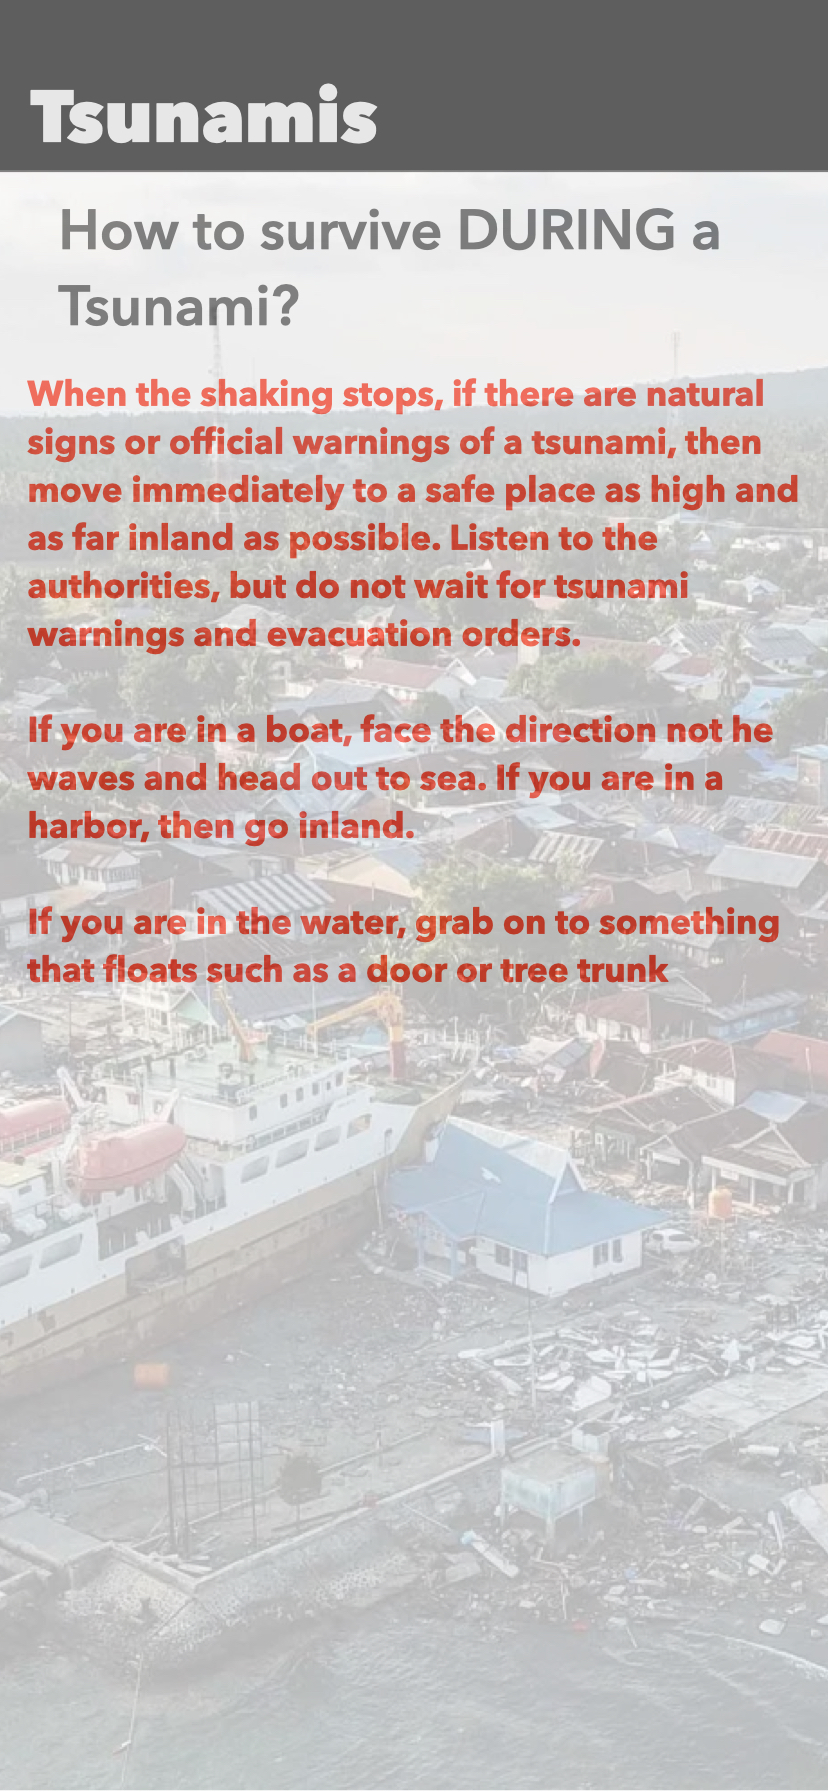 Tsunamis
How to survive DURING a
Tsunami?
When the shaking stops, if there are natural
signs or official warnings of a tsunami, then
move immediately to a safe place as high and
as far inland as possible. Listen to the
authorities, but do not wait for tsunami
warnings and evacuation orders.
If you are in a boat, face the direction not he
waves and head out to sea. If you are in a
harbor, then go inland.
If you are in the water, grab on to something
that floats such as a door or tree trunk